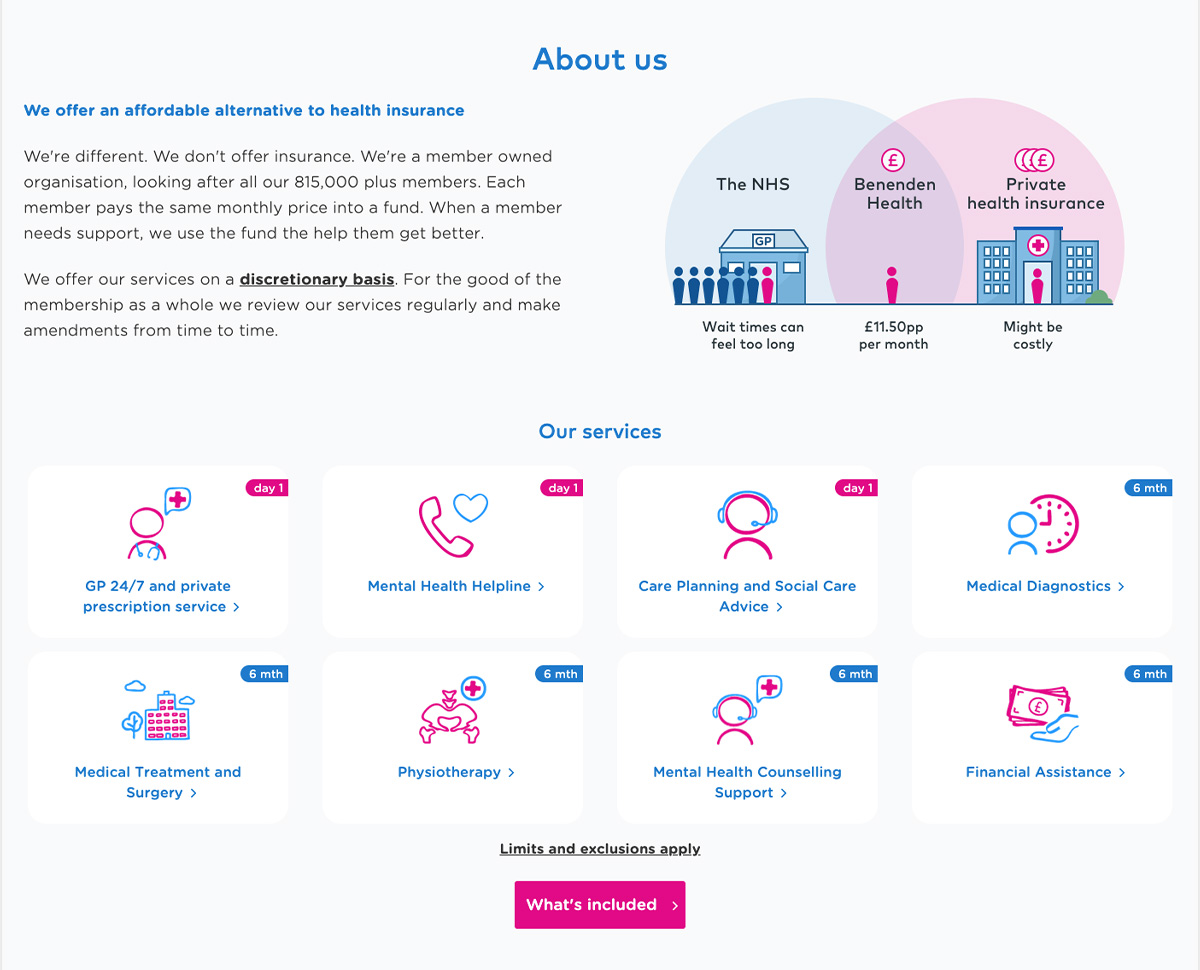 About us
We offer an affordable alternative to health insurance
We're different. We don't offer insurance. We're a member owned
organisation, looking after all our 815,000 plus members. Each
member pays the same monthly price into a fund. When a member
needs support, we use the fund the help them get better.
We offer our services on a discretionary basis. For the good of the
membership as a whole we review our services regularly and make
amendments from time to time.
The NHS
GP
Wait times can
feel too long
£
Benenden
Health
£11.50pp
per month
£
Private
health insurance
Might be
costly
Our services
day 1
GP 24/7 and private
prescription service >
day 1
Mental Health Helpline >
day 1
Care Planning and Social Care
Advice >
6 mth
Medical Diagnostics >
6 mth
Medical Treatment and
Surgery >
6 mth
Physiotherapy >
6 mth
Mental Health Counselling
Support >
6 mth
£
Financial Assistance >
Limits and exclusions apply
What's included >